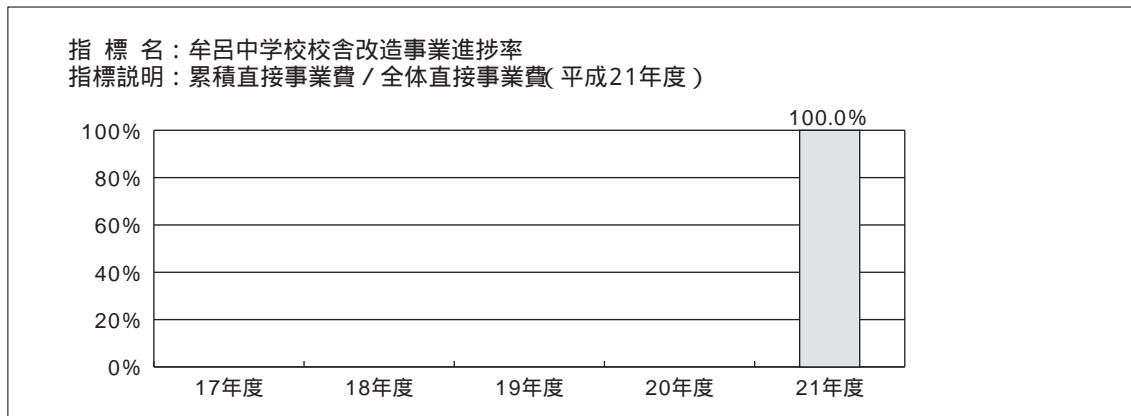 指 標 名：牟呂中学校校舎改造事業進捗率
指標説明：累積直接事業費／全体直接事業費(平成21年度)
100.0%
100%
80%
60%
40%
20%
0%
17年度 18年度 19年度 20年度 21年度